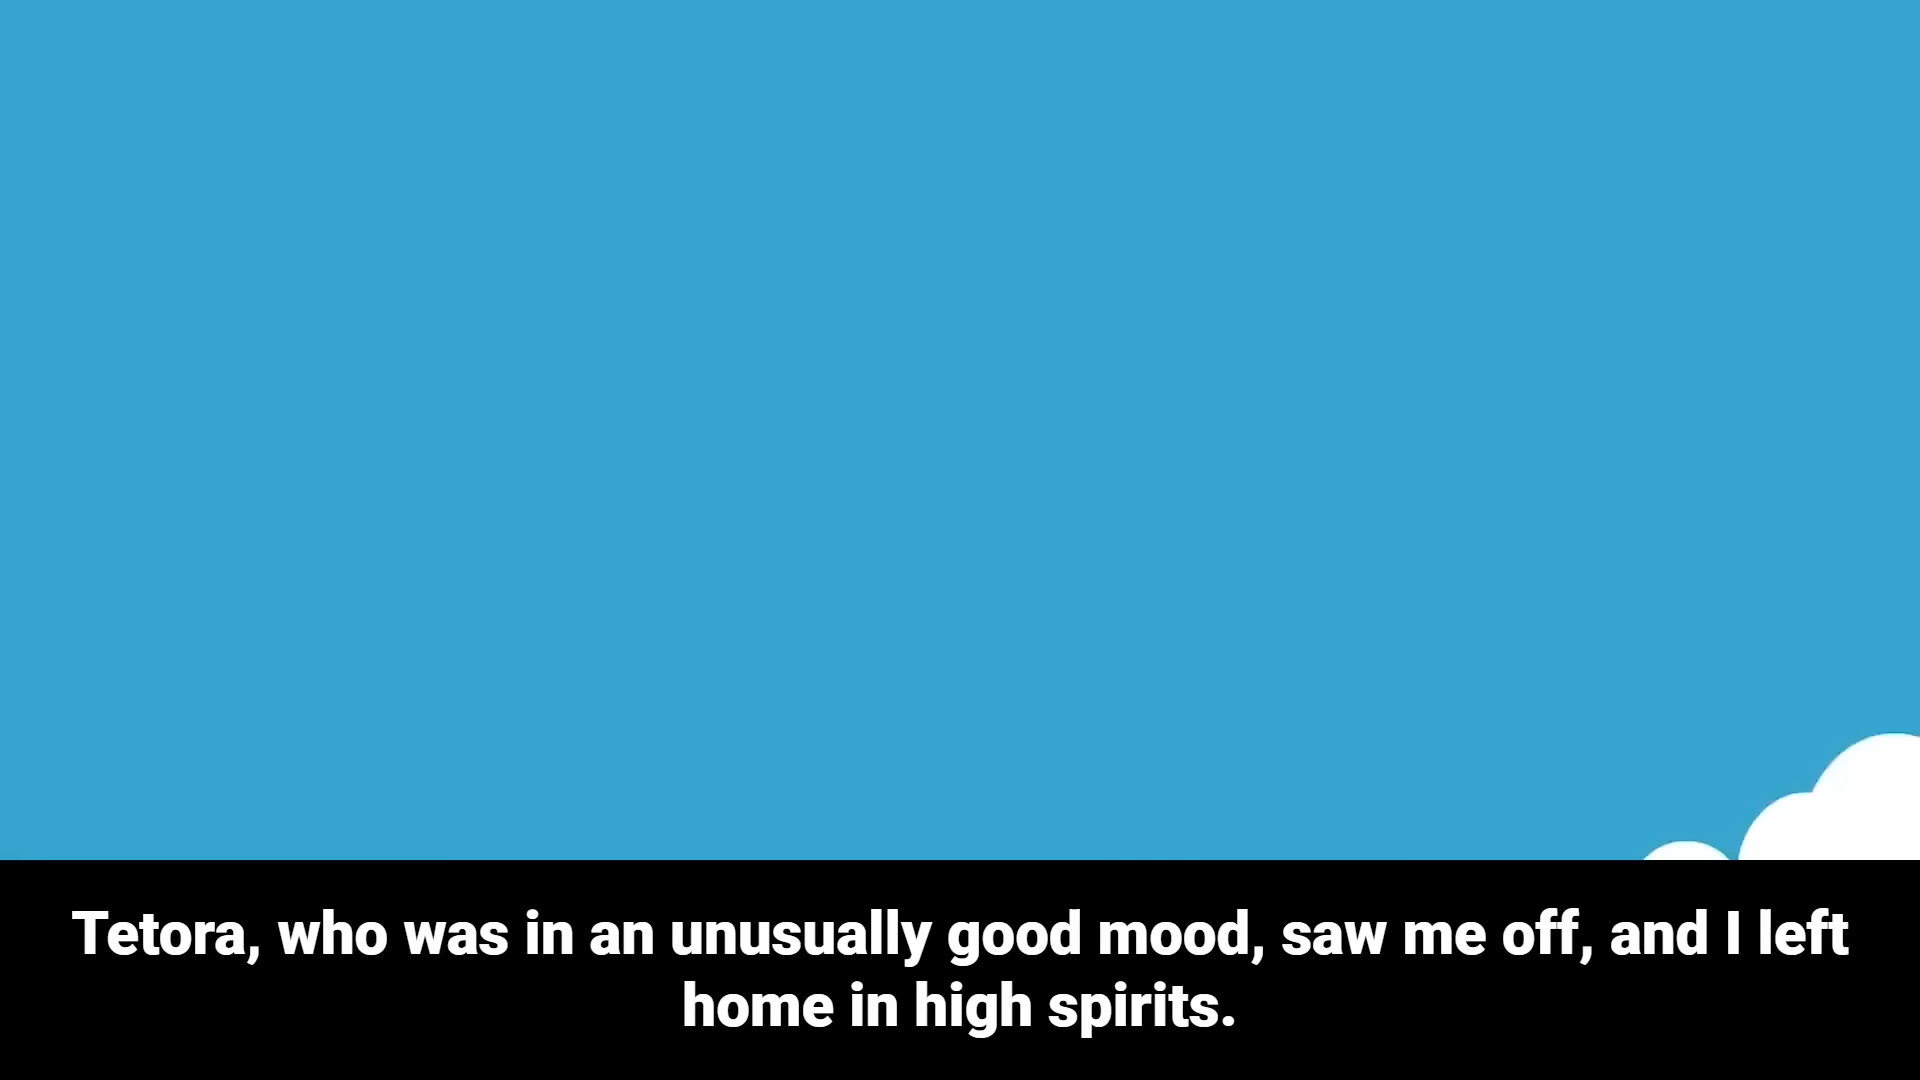 Tetora, who was in an unusually good mood, saw me off, and I left
home in high spirits.